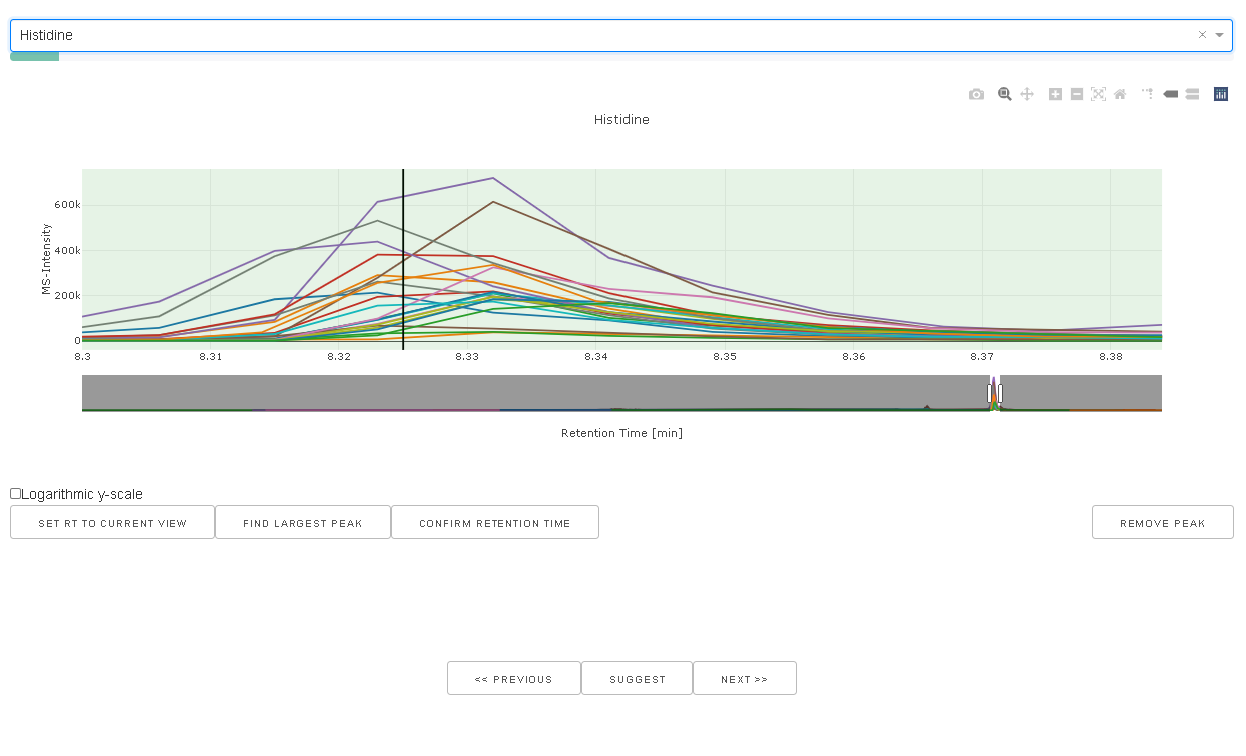 Histidine
Histidine
MS-Intensity
600k
400k
200k
0
8.3 8.31 8.32 8.33 8.34 8.35 8.36 8.37 8.38
Retention Time [min]
Logarithmic y-scale
SET RT TO CURRENT VIEW FIND LARGEST PEAK CONFIRM RETENTION TIME REMOVE PEAK
<< PREVIOUS SUGGEST NEXT >>